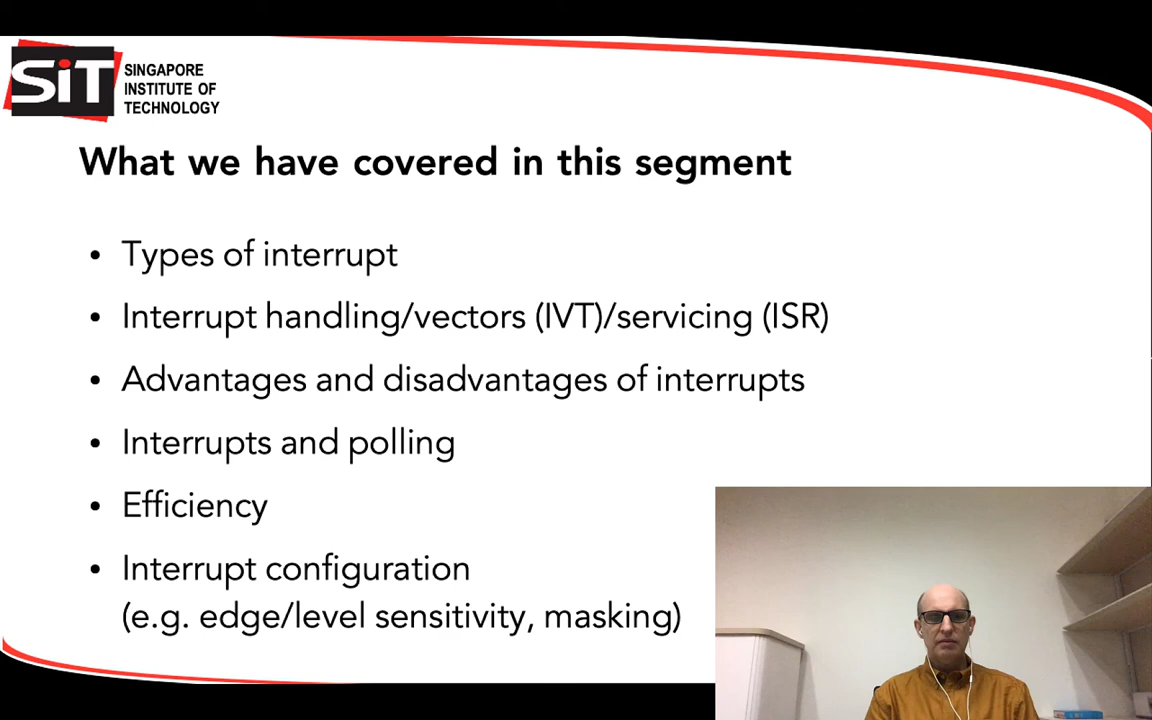 SiT
SINGAPORE
INSTITUTE OF
TECHNOLOGY
What we have covered in this segment
• Types of interrupt
• Interrupt handling/vectors (IVT)/servicing (ISR)
• Advantages and disadvantages of interrupts
• Interrupts and polling
• Efficiency
• Interrupt configuration
(e.g. edge/level sensitivity, masking)